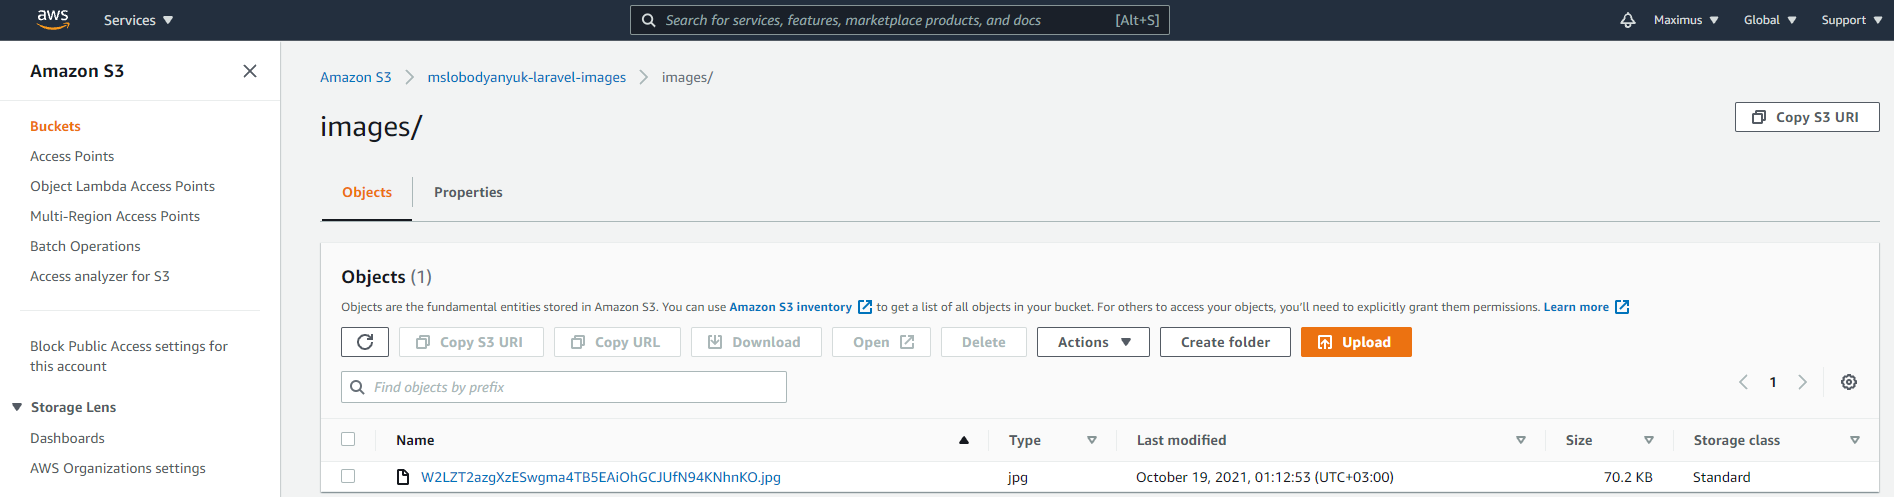 aws Services Search for services, features, marketplace products, and docs [Alt+S] Maximus Global Support
Amazon S3
Buckets
Access Points
Object Lambda Access Points
Multi-Region Access Points
Batch Operations
Access analyzer for S3
Block Public Access settings for
this account
Storage Lens
Dashboards
AWS Organizations settings
Amazon S3 mslobodyanyuk-laravel-images images/
images/
Copy S3 URI
Objects Properties
Objects (1)
Objects are the fundamental entities stored in Amazon S3. You can use Amazon S3 inventory to get a list of all objects in your bucket. For others to access your objects, you'll need to explicitly grant them permissions. Learn more
Copy S3 URI Copy URL Download Open Delete Actions Create folder Upload
Find objects by prefix
1
Name Type Last modified Size Storage class
W2LZT2azgXzESwgma4TB5EAiOhGCJUfN94KNhnKO.jpg jpg October 19, 2021, 01:12:53 (UTC+03:00) 70.2 KB Standard